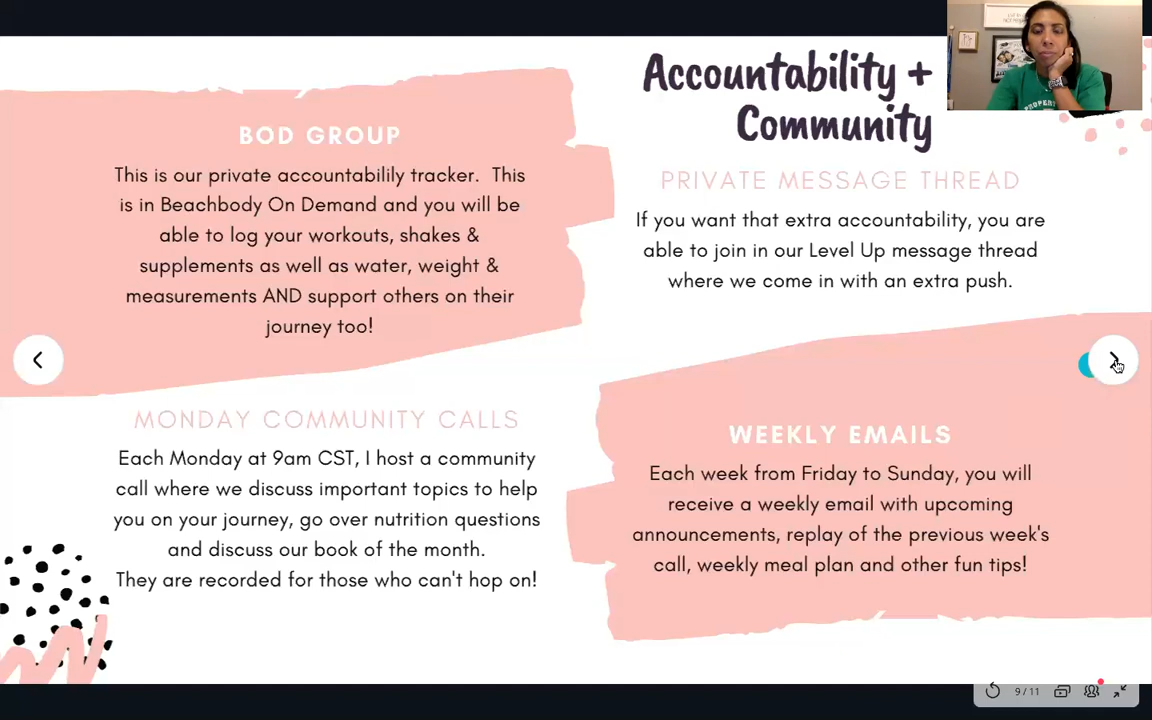 Accountability +
Community
BOD GROUP
This is our private accountabilily tracker. This
is in Beachbody On Demand and you will be
able to log your workouts, shakes &
supplements as well as water, weight &
measurements AND support others on their
journey too!
PRIVATE MESSAGE THREAD
If you want that extra accountability, you are
able to join in our Level Up message thread
where we come in with an extra push.
MONDAY COMMUNITY CALLS
Each Monday at 9am CST, I host a community
call where we discuss important topics to help
you on your journey, go over nutrition questions
and discuss our book of the month.
They are recorded for those who can't hop on!
WEEKLY EMAILS
Each week from Friday to Sunday, you will
receive a weekly email with upcoming
announcements, replay of the previous week's
call, weekly meal plan and other fun tips!
9/11